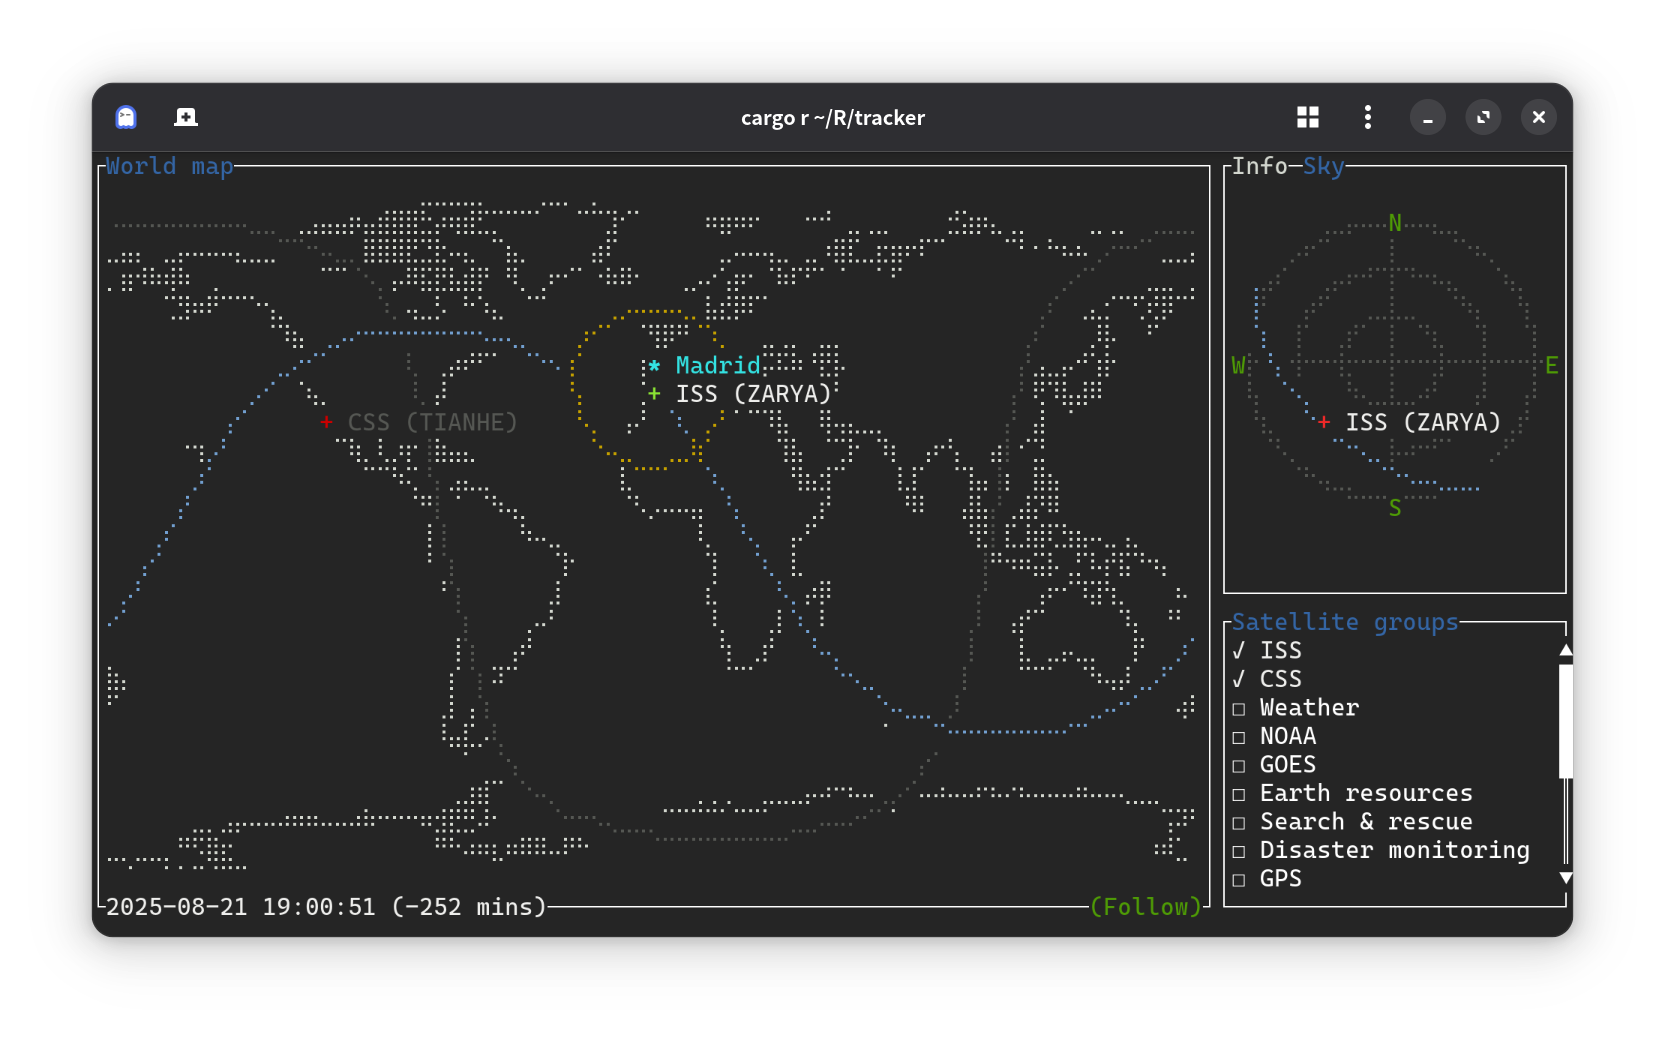 cargo r ~/R/tracker
World map
Info Sky
N
* Madrid
W
E
+ ISS (ZARYA)
+ CSS (TIANHE)
+ ISS (ZARYA)
S
Satellite groups
√ ISS
√ CSS
□ Weather
□ NOAA
□ GOES
□ Earth resources
□ Search & rescue
□ Disaster monitoring
□ GPS
2025-08-21 19:00:51 (-252 mins)
(Follow)